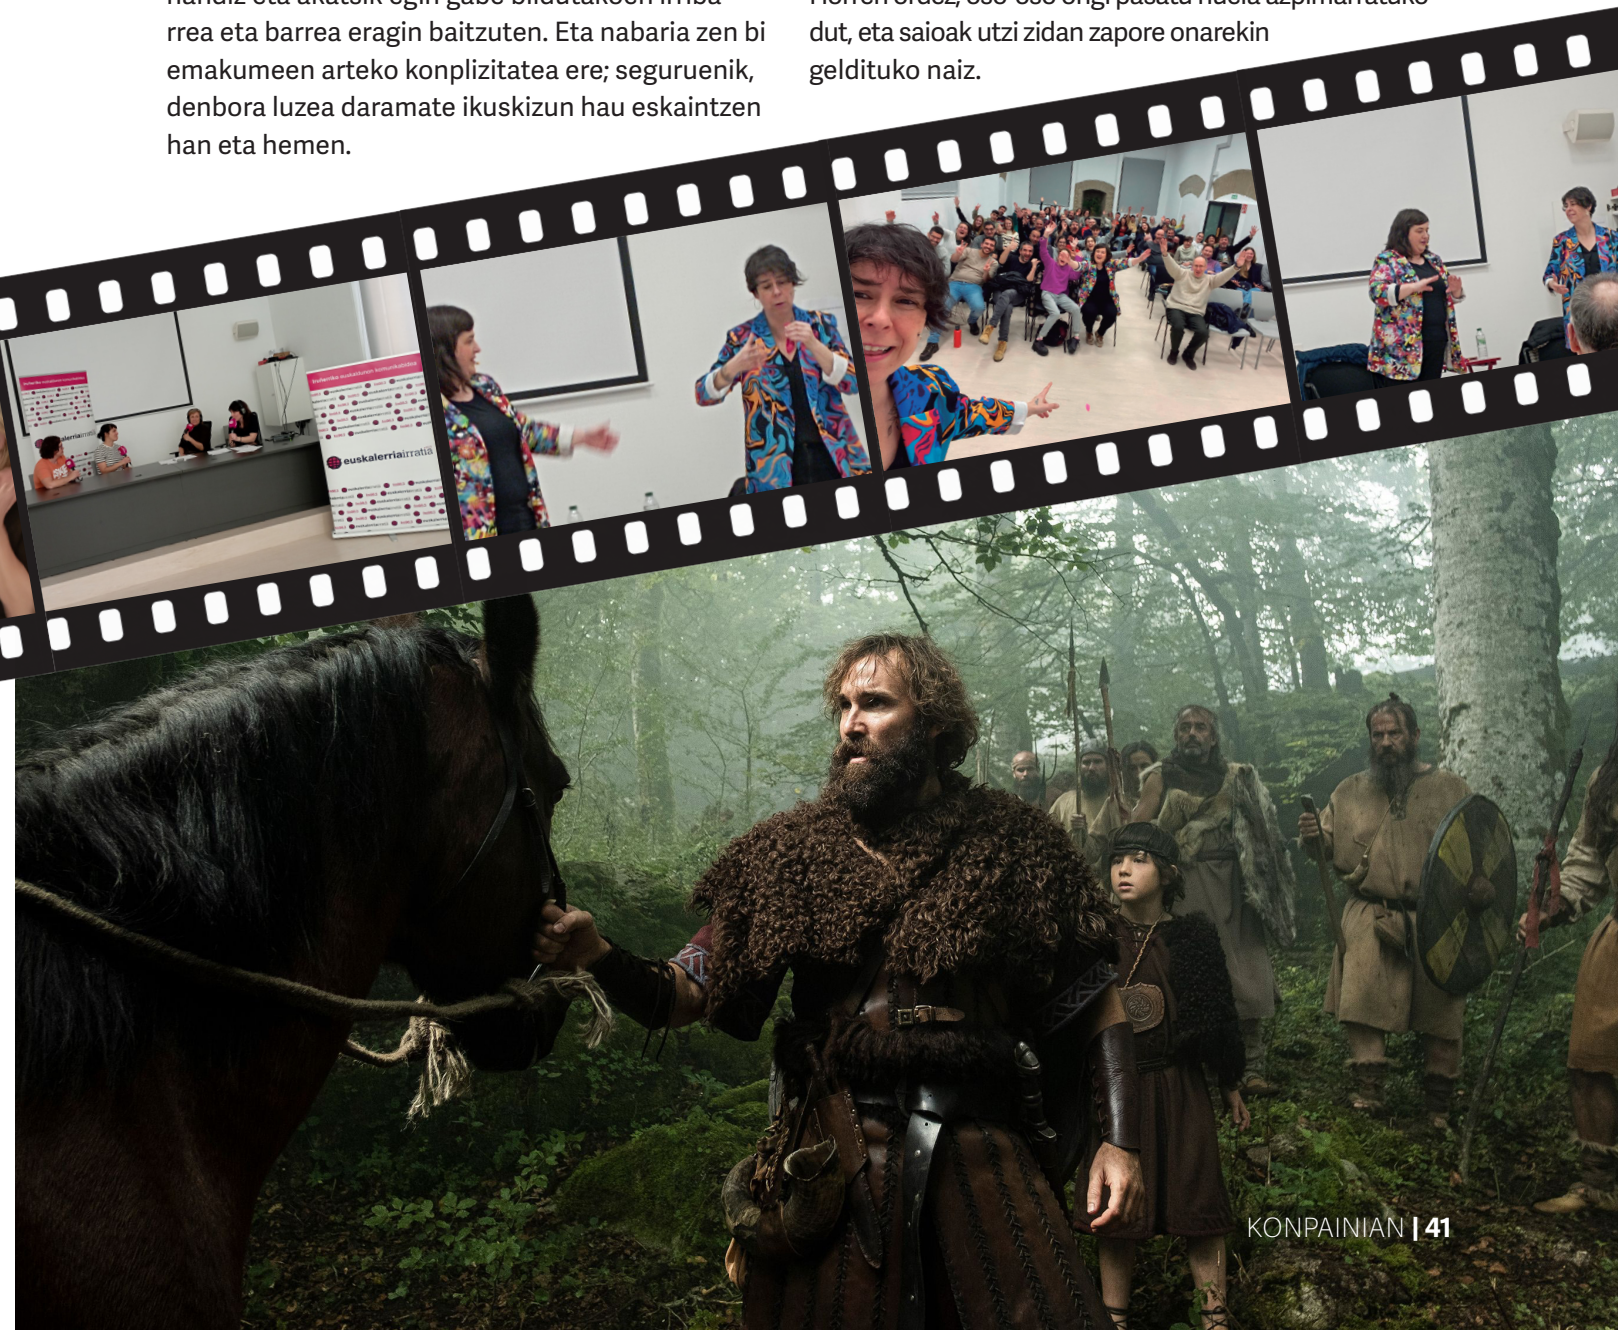 rrea eta barrea eragin baitzuten. Eta nabaria zen bi
emakumeen arteko konplizitatea ere; seguruenik,
denbora luzea daramate ikuskizun hau eskaintzen
han eta hemen.
dut, eta saioak utzi zidan zapore onarekin
geldituko naiz.
euskalerriairratia
KONPAINIAN | 41